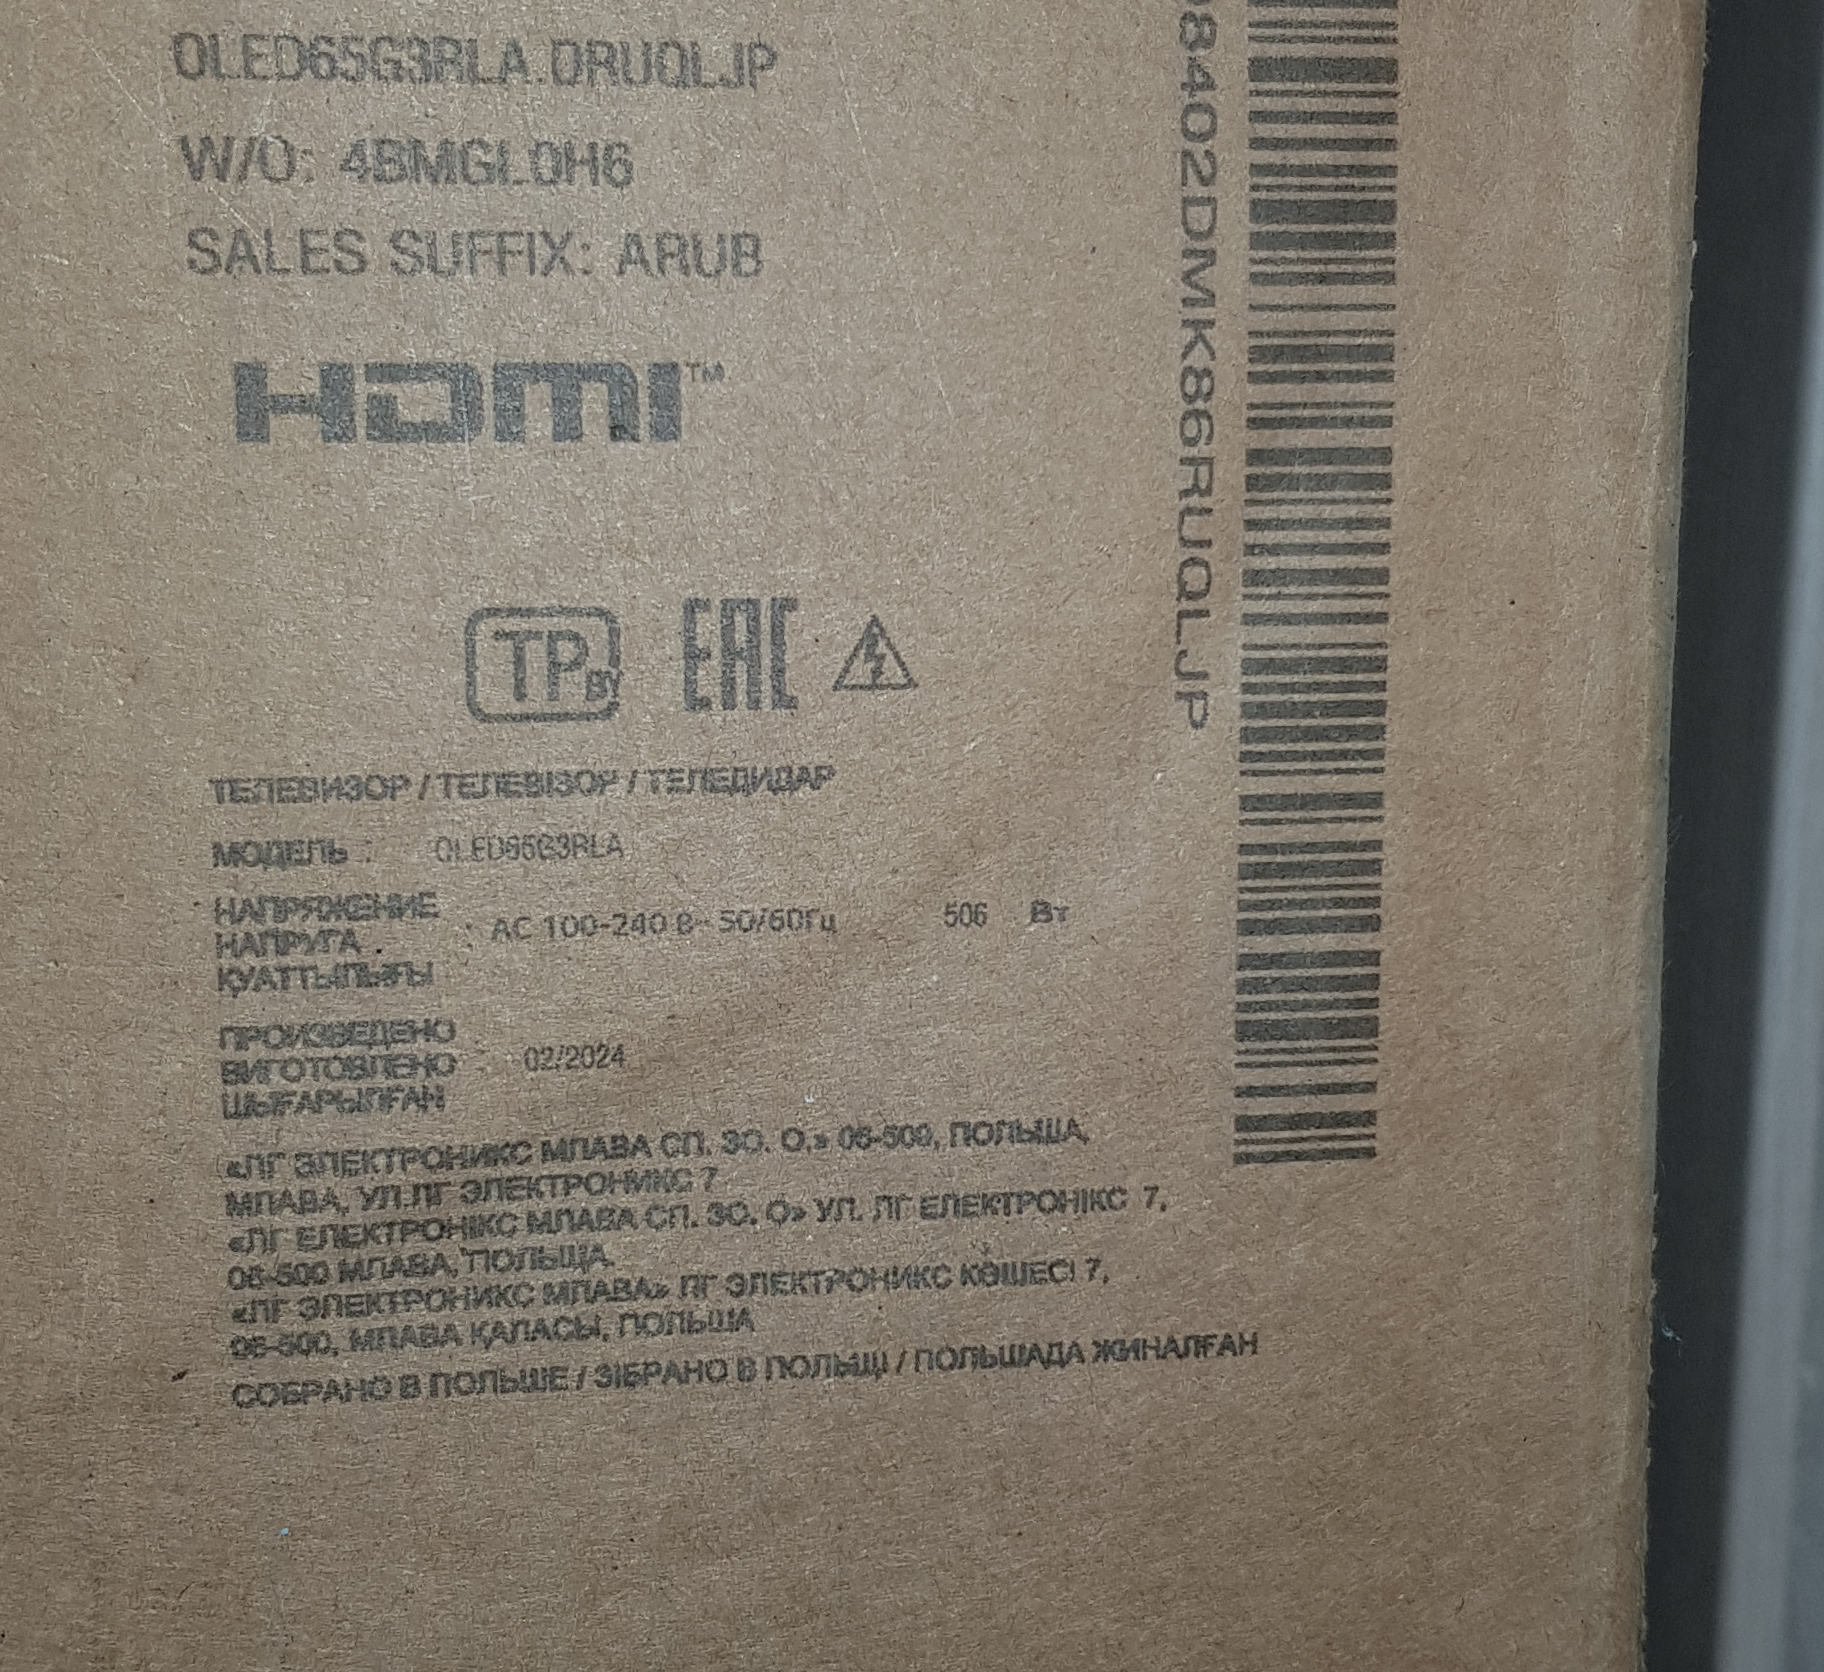 OLED65G3RLA.DRUQLJP
W/O: 4BMGL0H6
SALES SUFFIX: ARUB
HDMI™
TP BY EAC
ТЕЛЕВИЗОР / ТЕЛЕВІЗОР / ТЕЛЕДИДАР
МОДЕЛЬ : OLED65G3RLA
НАПРЯЖЕНИЕ
НАПРУГА : AC 100-240 В~ 50/60Гц 506 Вт
ҚУАТТЫЛЫҒЫ
ПРОИЗВЕДЕНО
ВИГОТОВЛЕНО : 02/2024
ШЫҒАРЫЛҒАН
«ЛГ ЭЛЕКТРОНИКС МЛАВА СП. ЗО. О.» 06-500, ПОЛЬША,
МЛАВА, УЛ.ЛГ ЭЛЕКТРОНИКС 7
«ЛГ ЕЛЕКТРОНІКС МЛАВА СП. ЗО. О» УЛ. ЛГ ЕЛЕКТРОНІКС 7,
06-500 МЛАВА, ПОЛЬЩА
«ЛГ ЭЛЕКТРОНИКС МЛАВА» ЛГ ЭЛЕКТРОНИКС КӨШЕСІ 7,
06-500, МЛАВА ҚАЛАСЫ, ПОЛЬША
СОБРАНО В ПОЛЬШЕ / ЗІБРАНО В ПОЛЬЩІ / ПОЛЬШАДА ЖИНАЛҒАН
8402DMK86RUQLJP